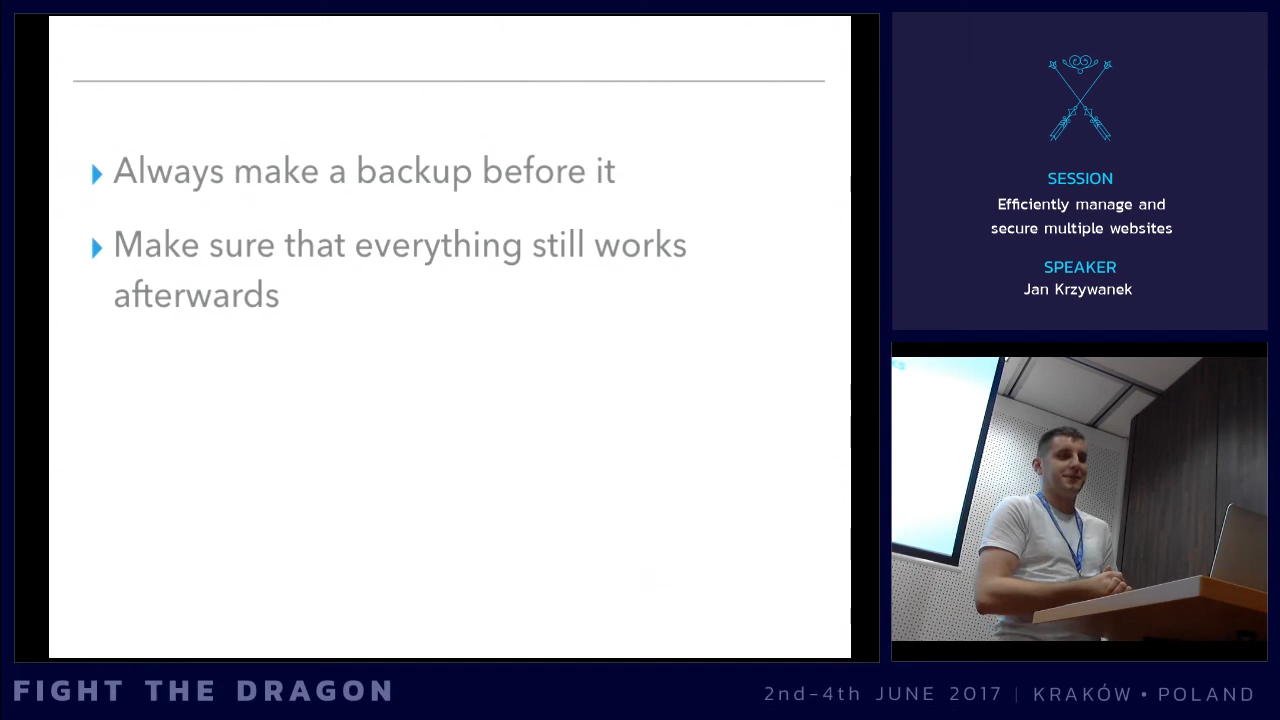 Always make a backup before it
Make sure that everything still works
afterwards
SESSION
Efficiently manage and
secure multiple websites
SPEAKER
Jan Krzywanek
FIGHT THE DRAGON
2nd-4th JUNE 2017 | KRAKÓW • POLAND